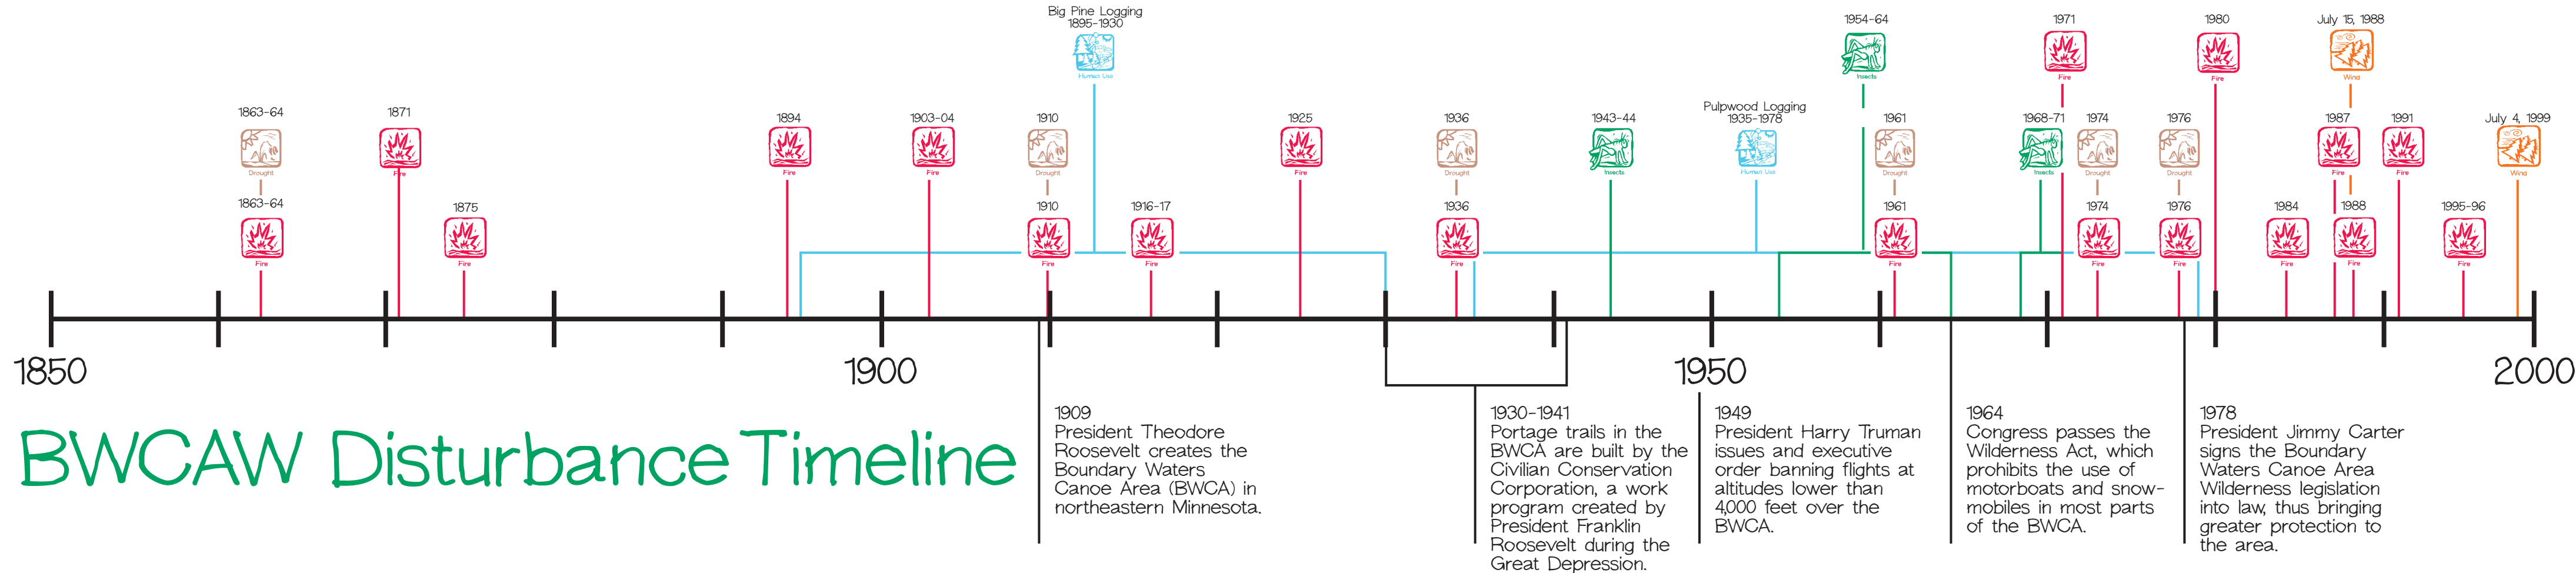 Big Pine Logging
1895-1930
Human Use
1954-64
Insects
1971
Fire
1980
Fire
July 15, 1988
Wind
1863-64
Drought
1871
Fire
1894
Fire
1903-04
Fire
1910
Drought
1925
Fire
1936
Drought
1943-44
Insects
Pulpwood Logging
1935-1978
Human Use
1961
Drought
1968-71
Insects
1974
Drought
1976
Drought
1987
Fire
1991
Fire
July 4, 1999
Wind
1863-64
Fire
1875
Fire
1910
Fire
1916-17
Fire
1936
Fire
1961
Fire
1974
Fire
1976
Fire
1984
Fire
1988
Fire
1995-96
Fire
1850
1900
1950
2000
BWCAW Disturbance Timeline
1909
President Theodore
Roosevelt creates the
Boundary Waters
Canoe Area (BWCA) in
northeastern Minnesota.
1930-1941
Portage trails in the
BWCA are built by the
Civilian Conservation
Corporation, a work
program created by
President Franklin
Roosevelt during the
Great Depression.
1949
President Harry Truman
issues and executive
order banning flights at
altitudes lower than
4,000 feet over the
BWCA.
1964
Congress passes the
Wilderness Act, which
prohibits the use of
motorboats and snow-
mobiles in most parts
of the BWCA.
1978
President Jimmy Carter
signs the Boundary
Waters Canoe Area
Wilderness legislation
into law, thus bringing
greater protection to
the area.